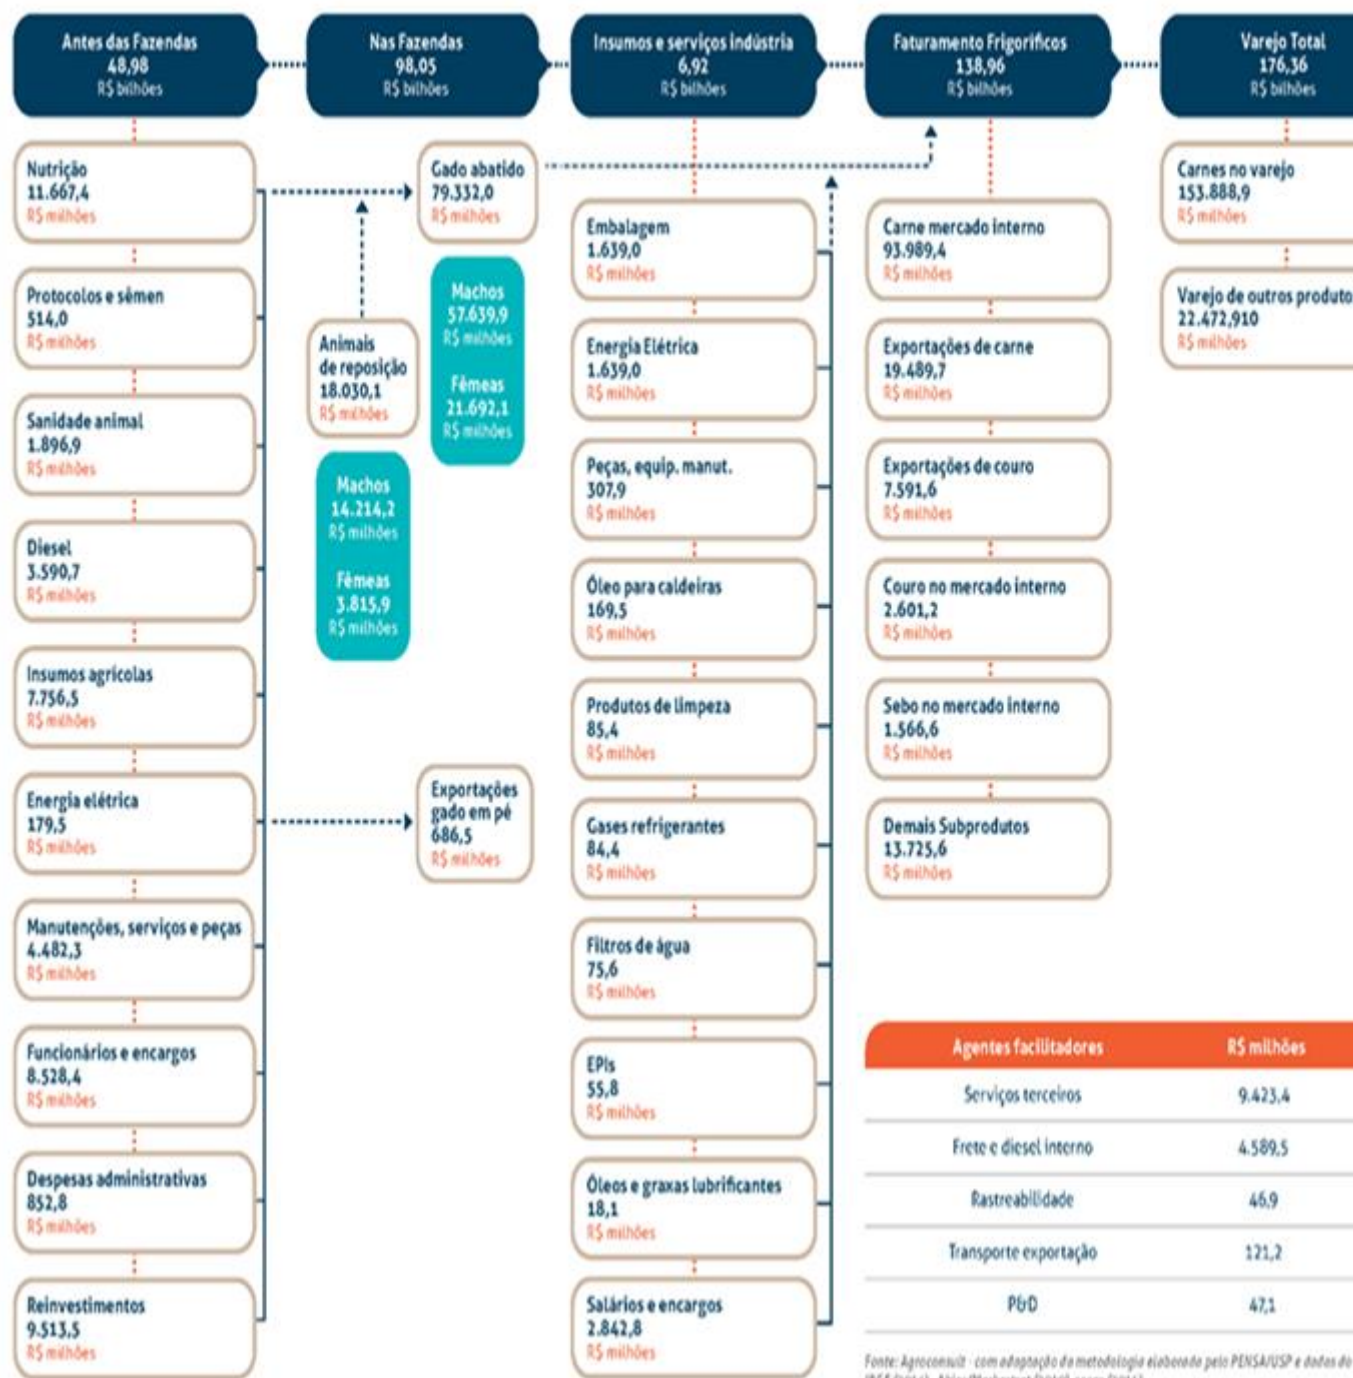 Antes das Fazendas
48,98
R$ bilhões
Nutrição
11.667,4
R$ milhões
Protocolos e sêmen
514,0
R$ milhões
Sanidade animal
1.896,9
R$ milhões
Diesel
3.590,7
R$ milhões
Insumos agrícolas
7.756,5
R$ milhões
Energia elétrica
179,5
R$ milhões
Manutenções, serviços e peças
4.482,3
R$ milhões
Funcionários e encargos
8.528,4
R$ milhões
Despesas administrativas
852,8
R$ milhões
Reinvestimentos
9.513,5
R$ milhões
Nas Fazendas
98,05
R$ bilhões
Gado abatido
79.332,0
R$ milhões
Machos
57.639,9
R$ milhões
Fêmeas
21.692,1
R$ milhões
Animais
de reposição
18.030,1
R$ milhões
Machos
14.214,2
R$ milhões
Fêmeas
3.815,9
R$ milhões
Exportações
gado em pé
686,5
R$ milhões
Insumos e serviços indústria
6,92
R$ bilhões
Embalagem
1.639,0
R$ milhões
Energia Elétrica
1.639,0
R$ milhões
Peças, equip. manut.
307,9
R$ milhões
Óleo para caldeiras
169,5
R$ milhões
Produtos de limpeza
85,4
R$ milhões
Gases refrigerantes
84,4
R$ milhões
Filtros de água
75,6
R$ milhões
EPIs
55,8
R$ milhões
Óleos e graxas lubrificantes
18,1
R$ milhões
Salários e encargos
2.842,8
R$ milhões
Faturamento Frigoríficos
138,96
R$ bilhões
Carne mercado interno
93.989,4
R$ milhões
Exportações de carne
19.489,7
R$ milhões
Exportações de couro
7.591,6
R$ milhões
Couro no mercado interno
2.601,2
R$ milhões
Sebo no mercado interno
1.566,6
R$ milhões
Demais Subprodutos
13.725,6
R$ milhões
Varejo Total
176,36
R$ bilhões
Carnes no varejo
153.888,9
R$ milhões
Varejo de outros produto
22.472,910
R$ milhões
Agentes facilitadores R$ milhões
Serviços terceiros 9.423,4
Frete e diesel interno 4.589,5
Rastreabilidade 46,9
Transporte exportação 121,2
P&D 47,1
Fonte: Agroconsult - com adaptação da metodologia elaborada pelo PENSA/USP e dados do